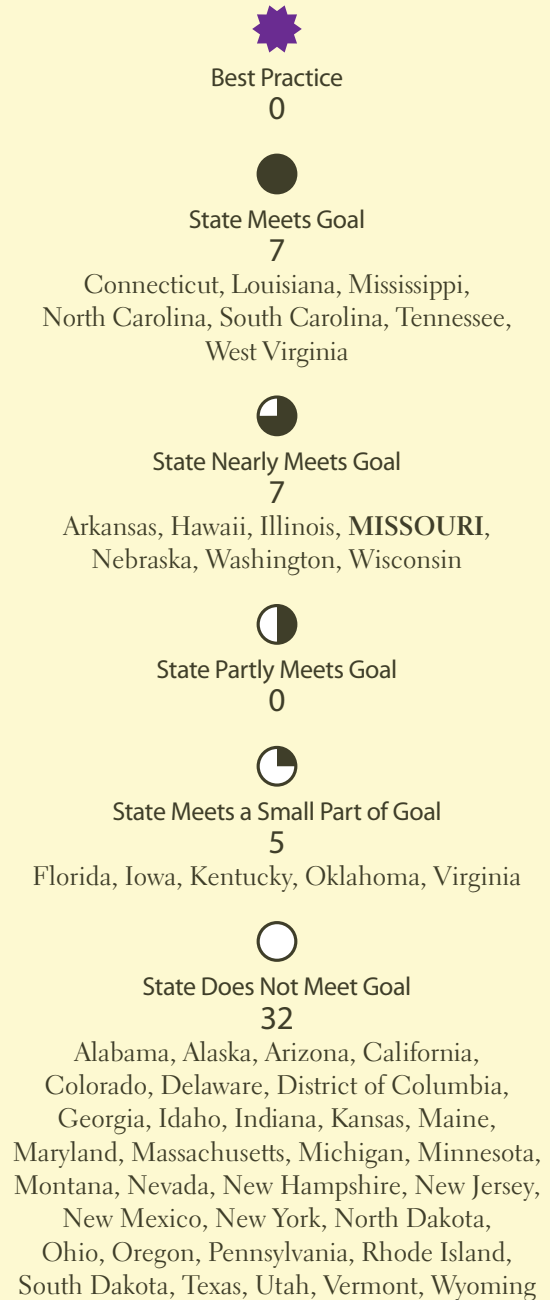 Best Practice
0
State Meets Goal
7
Connecticut, Louisiana, Mississippi,
North Carolina, South Carolina, Tennessee,
West Virginia
State Nearly Meets Goal
7
Arkansas, Hawaii, Illinois, MISSOURI,
Nebraska, Washington, Wisconsin
State Partly Meets Goal
0
State Meets a Small Part of Goal
5
Florida, Iowa, Kentucky, Oklahoma, Virginia
State Does Not Meet Goal
32
Alabama, Alaska, Arizona, California,
Colorado, Delaware, District of Columbia,
Georgia, Idaho, Indiana, Kansas, Maine,
Maryland, Massachusetts, Michigan, Minnesota,
Montana, Nevada, New Hampshire, New Jersey,
New Mexico, New York, North Dakota,
Ohio, Oregon, Pennsylvania, Rhode Island,
South Dakota, Texas, Utah, Vermont, Wyoming